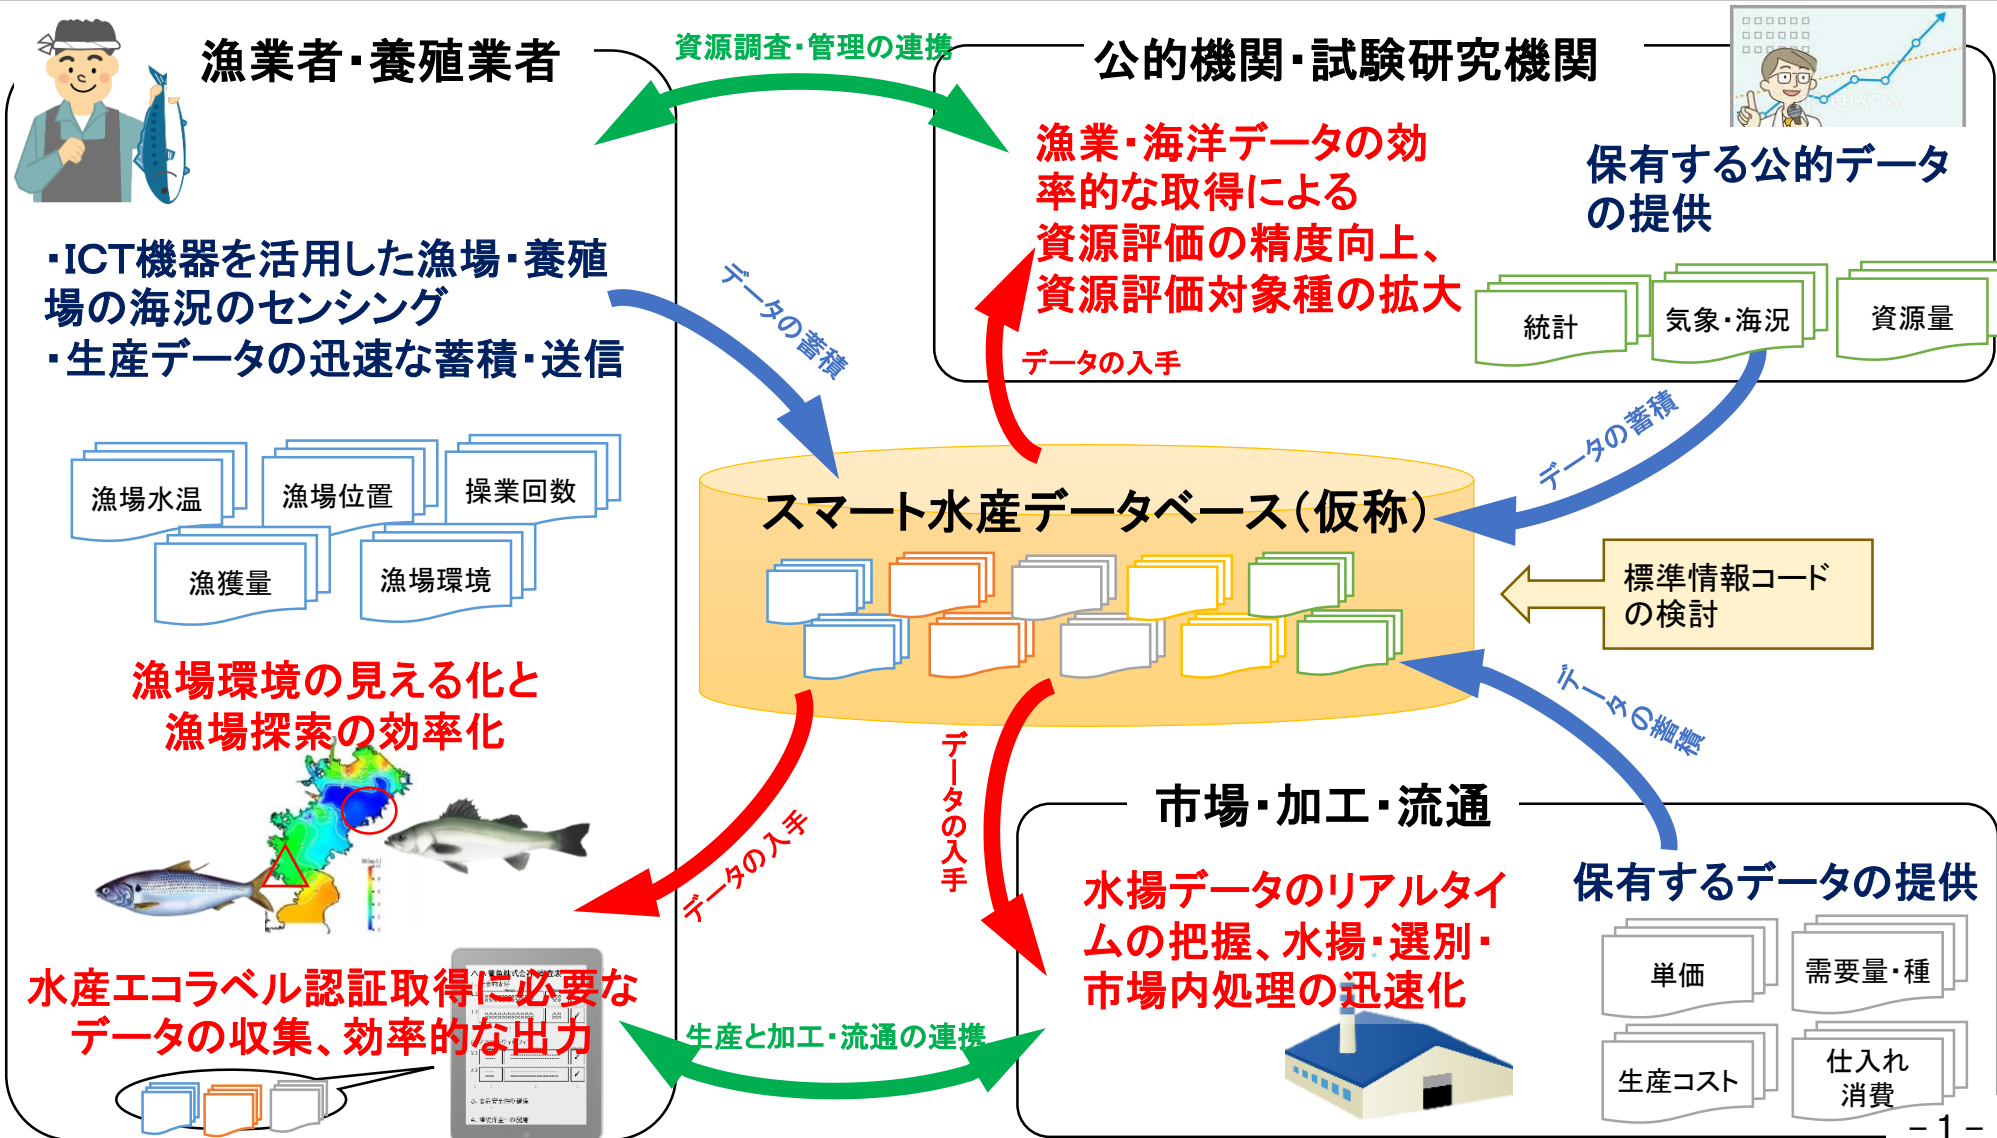 漁業者・養殖業者
資源調査・管理の連携
公的機関・試験研究機関
漁業・海洋データの効
率的な取得による
資源評価の精度向上、
資源評価対象種の拡大
保有する公的データ
の提供
統計
気象・海況
資源量
・ICT機器を活用した漁場・養殖
場の海況のセンシング
・生産データの迅速な蓄積・送信
データの蓄積
データの入手
データの蓄積
漁場水温
漁場位置
操業回数
漁獲量
漁場環境
スマート水産データベース(仮称)
標準情報コード
の検討
漁場環境の見える化と
漁場探索の効率化
データの入手
データの入手
データの蓄積
市場・加工・流通
水揚データのリアルタイ
ムの把握、水揚・選別・
市場内処理の迅速化
保有するデータの提供
単価
需要量・種
生産コスト
仕入れ
消費
水産エコラベル認証取得に必要な
データの収集、効率的な出力
生産と加工・流通の連携
－1－